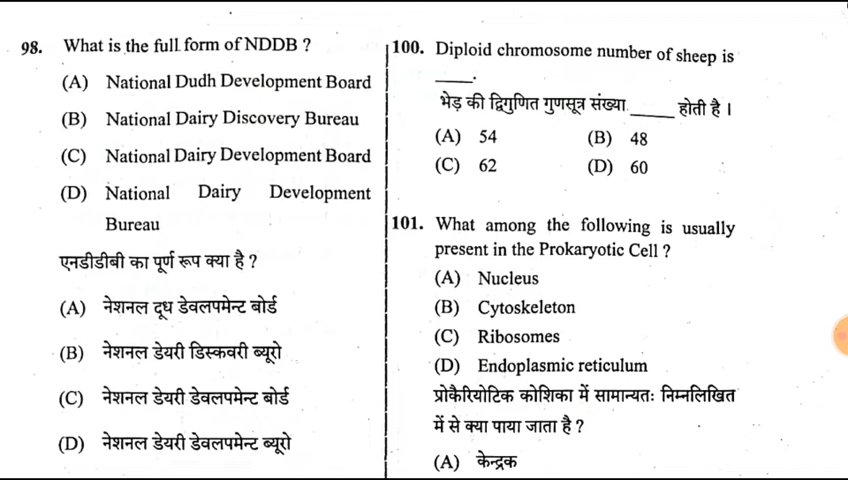 98. What is the full form of NDDB ?
(A) National Dudh Development Board
(B) National Dairy Discovery Bureau
(C) National Dairy Development Board
(D) National Dairy Development
Bureau
एनडीडीबी का पूर्ण रूप क्या है ?
(A) नेशनल दूध डेवलपमेन्ट बोर्ड
(B) नेशनल डेयरी डिस्कवरी ब्यूरो
(C) नेशनल डेयरी डेवलपमेन्ट बोर्ड
(D) नेशनल डेयरी डेवलपमेन्ट ब्यूरो
100. Diploid chromosome number of sheep is
____.
भेड़ की द्विगुणित गुणसूत्र संख्या ____ होती है ।
(A) 54 (B) 48
(C) 62 (D) 60
101. What among the following is usually
present in the Prokaryotic Cell ?
(A) Nucleus
(B) Cytoskeleton
(C) Ribosomes
(D) Endoplasmic reticulum
प्रोकैरियोटिक कोशिका में सामान्यतः निम्नलिखित
में से क्या पाया जाता है ?
(A) केन्द्रक